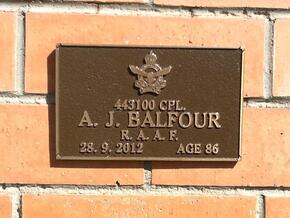 443100 CPL.
A. J. BALFOUR
R. A. A. F.
28. 9. 2012 AGE 86